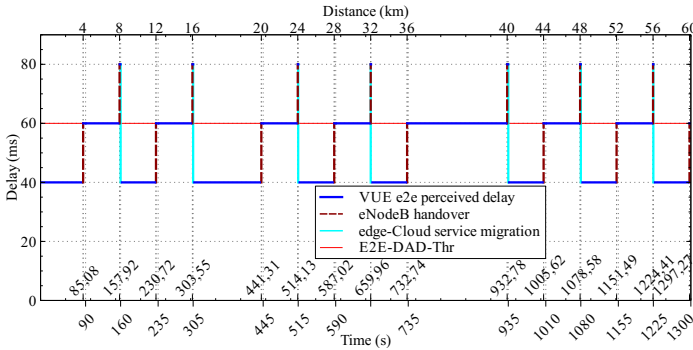 Distance (km)
4 8 12 16 20 24 28 32 36 40 44 48 52 56 60
80
60
40
20
0
Delay (ms)
VUE e2e perceived delay
eNodeB handover
edge-Cloud service migration
E2E-DAD-Thr
85,08 157,92 230,72 303,55 441,31 514,13 587,02 659,96 732,74 932,78 1005,62 1078,58 1151,49 1224,41 1297,27
90 160 235 305 445 515 590 735 935 1010 1080 1155 1225 1300
Time (s)